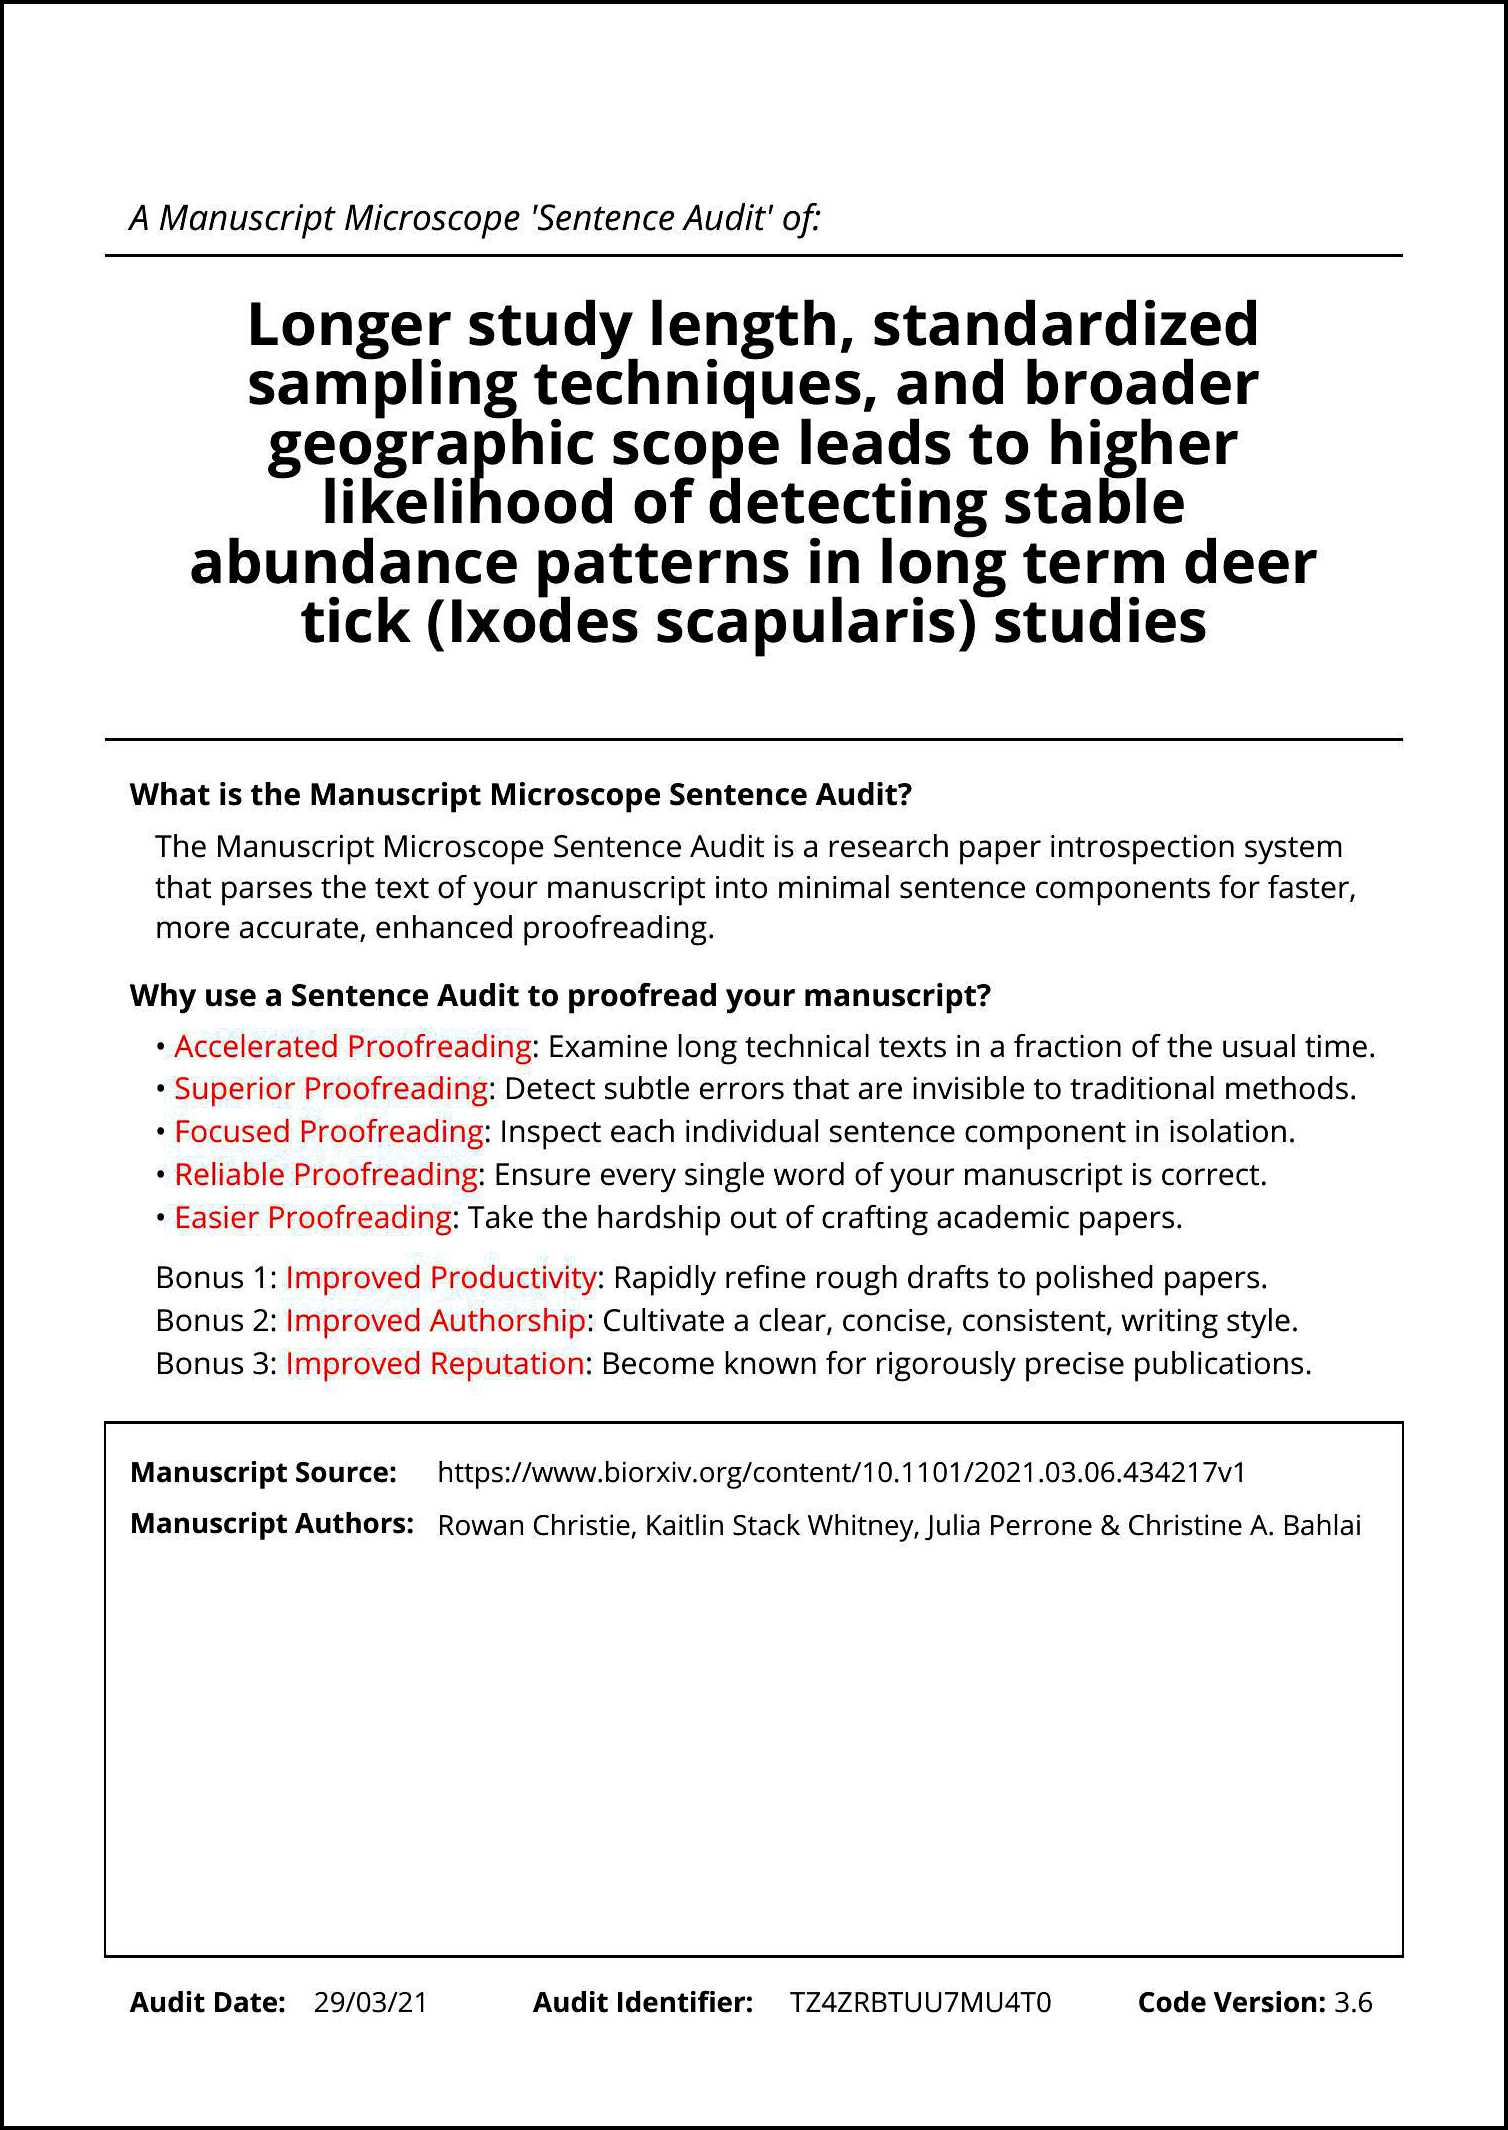 A Manuscript Microscope 'Sentence Audit' of:
Longer study length, standardized
sampling techniques, and broader
geographic scope leads to higher
likelihood of detecting stable
abundance patterns in long term deer
tick (Ixodes scapularis) studies
What is the Manuscript Microscope Sentence Audit?
The Manuscript Microscope Sentence Audit is a research paper introspection system
that parses the text of your manuscript into minimal sentence components for faster,
more accurate, enhanced proofreading.
Why use a Sentence Audit to proofread your manuscript?
• Accelerated Proofreading: Examine long technical texts in a fraction of the usual time.
• Superior Proofreading: Detect subtle errors that are invisible to traditional methods.
• Focused Proofreading: Inspect each individual sentence component in isolation.
• Reliable Proofreading: Ensure every single word of your manuscript is correct.
• Easier Proofreading: Take the hardship out of crafting academic papers.
Bonus 1: Improved Productivity: Rapidly refine rough drafts to polished papers.
Bonus 2: Improved Authorship: Cultivate a clear, concise, consistent, writing style.
Bonus 3: Improved Reputation: Become known for rigorously precise publications.
Manuscript Source: https://www.biorxiv.org/content/10.1101/2021.03.06.434217v1
Manuscript Authors: Rowan Christie, Kaitlin Stack Whitney, Julia Perrone & Christine A. Bahlai
Audit Date: 29/03/21 Audit Identifier: TZ4ZRBTUU7MU4T0 Code Version: 3.6